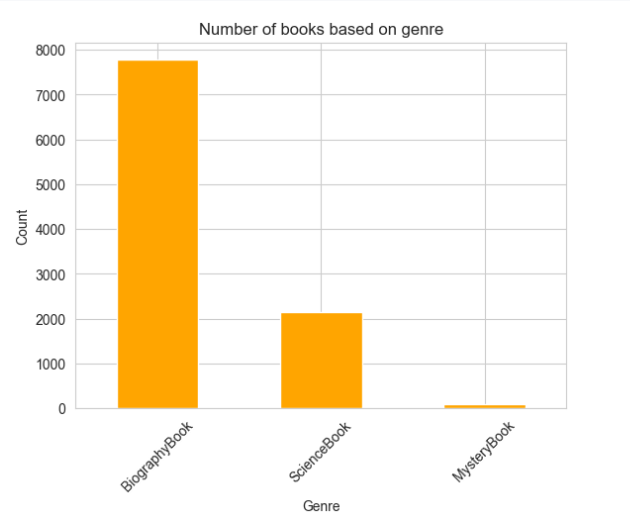 Number of books based on genre
8000
7000
6000
5000
4000
3000
2000
1000
0
Count
BiographyBook
ScienceBook
MysteryBook
Genre